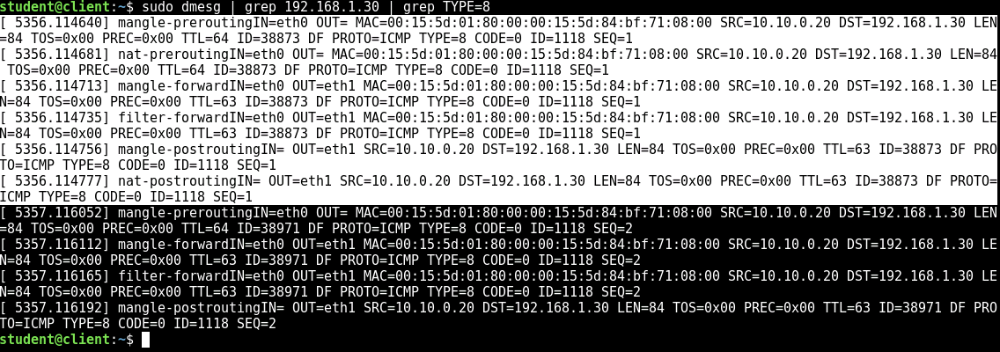 student@client:~$ sudo dmesg | grep 192.168.1.30 | grep TYPE=8
[ 5356.114640] mangle-preroutingIN=eth0 OUT= MAC=00:15:5d:01:80:00:00:15:5d:84:bf:71:08:00 SRC=10.10.0.20 DST=192.168.1.30 LEN
=84 TOS=0x00 PREC=0x00 TTL=64 ID=38873 DF PROTO=ICMP TYPE=8 CODE=0 ID=1118 SEQ=1
[ 5356.114681] nat-preroutingIN=eth0 OUT= MAC=00:15:5d:01:80:00:00:15:5d:84:bf:71:08:00 SRC=10.10.0.20 DST=192.168.1.30 LEN=84
 TOS=0x00 PREC=0x00 TTL=64 ID=38873 DF PROTO=ICMP TYPE=8 CODE=0 ID=1118 SEQ=1
[ 5356.114713] mangle-forwardIN=eth0 OUT=eth1 MAC=00:15:5d:01:80:00:00:15:5d:84:bf:71:08:00 SRC=10.10.0.20 DST=192.168.1.30 LE
N=84 TOS=0x00 PREC=0x00 TTL=63 ID=38873 DF PROTO=ICMP TYPE=8 CODE=0 ID=1118 SEQ=1
[ 5356.114735] filter-forwardIN=eth0 OUT=eth1 MAC=00:15:5d:01:80:00:00:15:5d:84:bf:71:08:00 SRC=10.10.0.20 DST=192.168.1.30 LE
N=84 TOS=0x00 PREC=0x00 TTL=63 ID=38873 DF PROTO=ICMP TYPE=8 CODE=0 ID=1118 SEQ=1
[ 5356.114756] mangle-postroutingIN= OUT=eth1 SRC=10.10.0.20 DST=192.168.1.30 LEN=84 TOS=0x00 PREC=0x00 TTL=63 ID=38873 DF PRO
TO=ICMP TYPE=8 CODE=0 ID=1118 SEQ=1
[ 5356.114777] nat-postroutingIN= OUT=eth1 SRC=10.10.0.20 DST=192.168.1.30 LEN=84 TOS=0x00 PREC=0x00 TTL=63 ID=38873 DF PROTO=
ICMP TYPE=8 CODE=0 ID=1118 SEQ=1
[ 5357.116052] mangle-preroutingIN=eth0 OUT= MAC=00:15:5d:01:80:00:00:15:5d:84:bf:71:08:00 SRC=10.10.0.20 DST=192.168.1.30 LEN
=84 TOS=0x00 PREC=0x00 TTL=64 ID=38971 DF PROTO=ICMP TYPE=8 CODE=0 ID=1118 SEQ=2
[ 5357.116112] mangle-forwardIN=eth0 OUT=eth1 MAC=00:15:5d:01:80:00:00:15:5d:84:bf:71:08:00 SRC=10.10.0.20 DST=192.168.1.30 LE
N=84 TOS=0x00 PREC=0x00 TTL=63 ID=38971 DF PROTO=ICMP TYPE=8 CODE=0 ID=1118 SEQ=2
[ 5357.116165] filter-forwardIN=eth0 OUT=eth1 MAC=00:15:5d:01:80:00:00:15:5d:84:bf:71:08:00 SRC=10.10.0.20 DST=192.168.1.30 LE
N=84 TOS=0x00 PREC=0x00 TTL=63 ID=38971 DF PROTO=ICMP TYPE=8 CODE=0 ID=1118 SEQ=2
[ 5357.116192] mangle-postroutingIN= OUT=eth1 SRC=10.10.0.20 DST=192.168.1.30 LEN=84 TOS=0x00 PREC=0x00 TTL=63 ID=38971 DF PRO
TO=ICMP TYPE=8 CODE=0 ID=1118 SEQ=2
student@client:~$